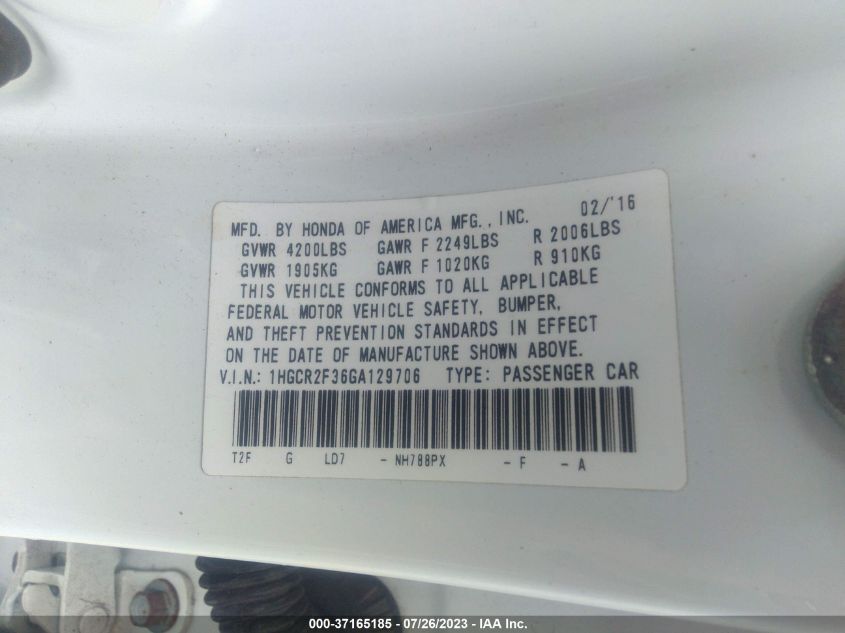 MFD. BY HONDA OF AMERICA MFG., INC. 02/'16
GVWR 4200LBS GAWR F 2249LBS R 2006LBS
GVWR 1905KG GAWR F 1020KG R 910KG
THIS VEHICLE CONFORMS TO ALL APPLICABLE
FEDERAL MOTOR VEHICLE SAFETY, BUMPER,
AND THEFT PREVENTION STANDARDS IN EFFECT
ON THE DATE OF MANUFACTURE SHOWN ABOVE.
V.I.N.: 1HGCR2F36GA129706 TYPE: PASSENGER CAR
T2F G LD7 - NH788PX - F - A
000-37165185 - 07/26/2023 - IAA Inc.